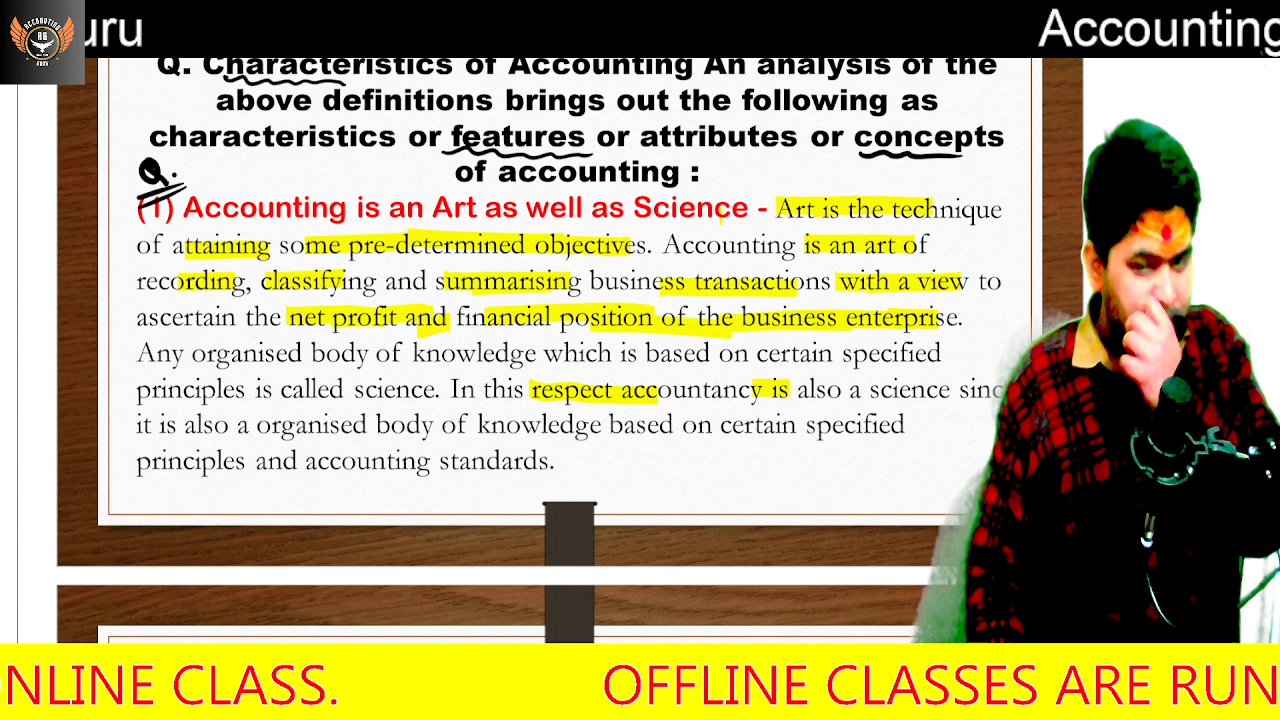 uru
Accounting
ACCOUNTING
AG
GURU
Q. Characteristics of Accounting An analysis of the
above definitions brings out the following as
characteristics or features or attributes or concepts
of accounting :
Q.
(1) Accounting is an Art as well as Science - Art is the technique
of attaining some pre-determined objectives. Accounting is an art of
recording, classifying and summarising business transactions with a view to
ascertain the net profit and financial position of the business enterprise.
Any organised body of knowledge which is based on certain specified
principles is called science. In this respect accountancy is also a science sinc
it is also a organised body of knowledge based on certain specified
principles and accounting standards.
NLINE CLASS.
OFFLINE CLASSES ARE RUN